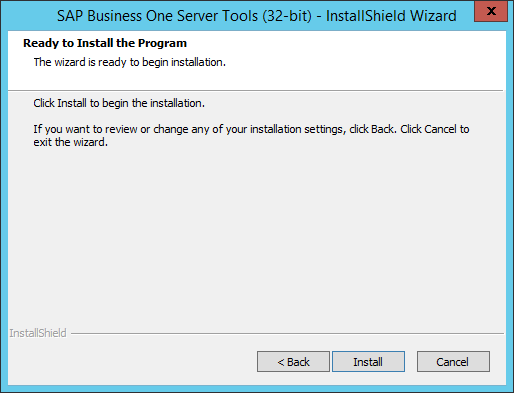 SAP Business One Server Tools (32-bit) - InstallShield Wizard
x
Ready to Install the Program
The wizard is ready to begin installation.
Click Install to begin the installation.
If you want to review or change any of your installation settings, click Back. Click Cancel to
exit the wizard.
InstallShield
< Back Install Cancel